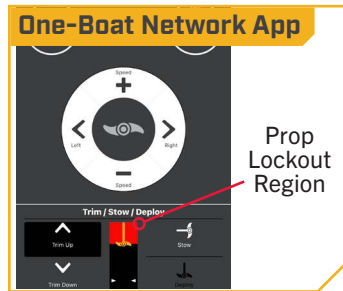 One-Boat Network App
Speed
Left
Right
Speed
Prop
Lockout
Region
Trim / Stow / Deploy
Trim Up
Stow
Trim Down
Deploy